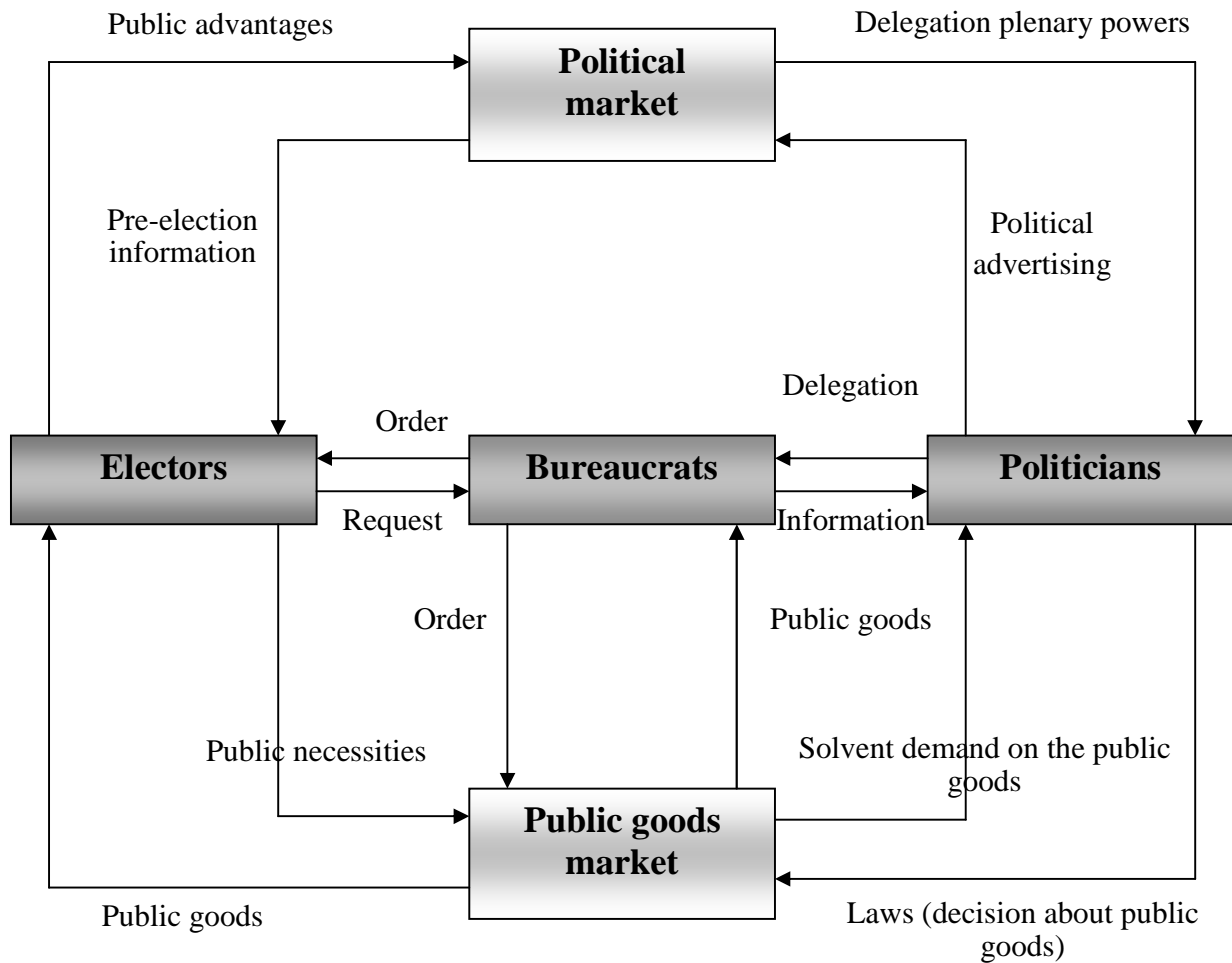 Public advantages
Delegation plenary powers
Political
market
Pre-election
information
Political
advertising
Delegation
Order
Electors
Bureaucrats
Politicians
Request
Information
Order
Public goods
Public necessities
Solvent demand on the public
goods
Public goods
market
Public goods
Laws (decision about public
goods)